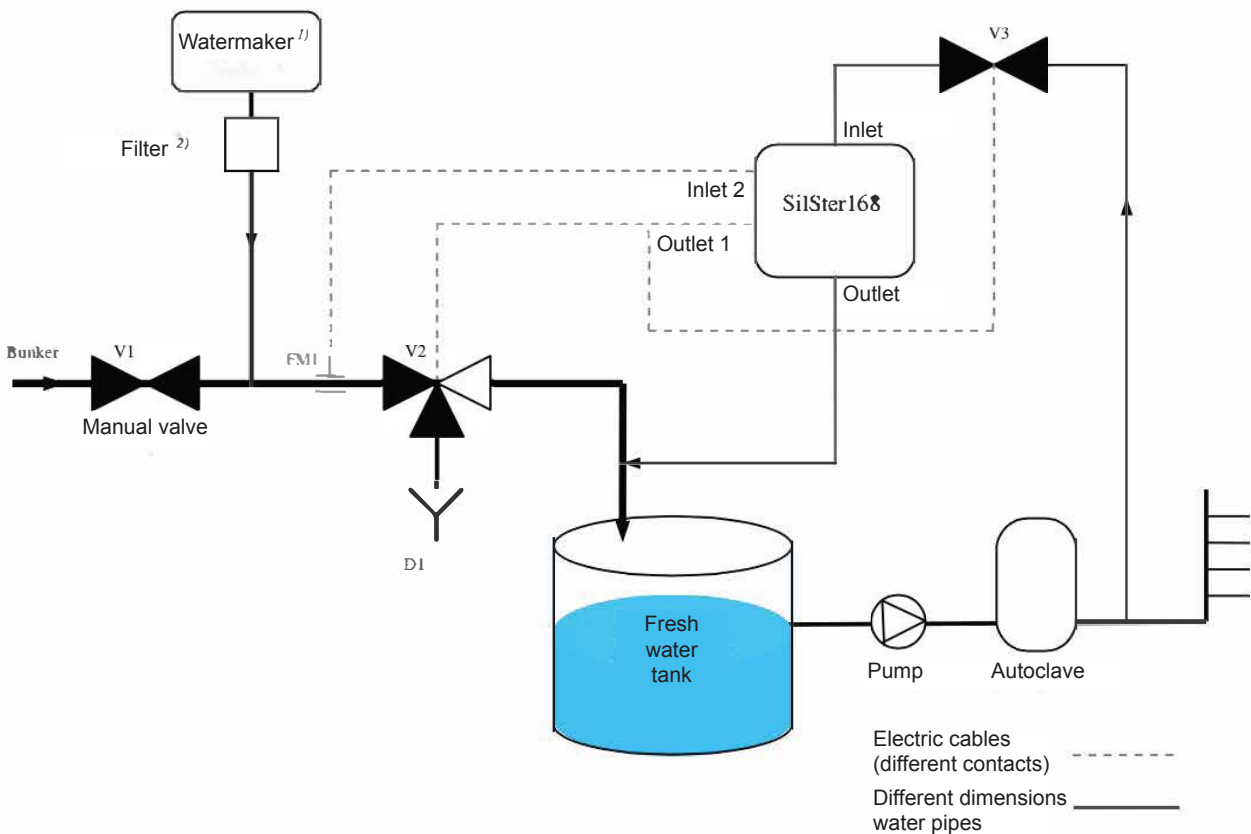 Watermaker 1)
V3
Filter 2)
Inlet
Inlet 2
SilSter168
Outlet 1
Outlet
Bunker
V1
FM1
V2
Manual valve
D1
Fresh
water
tank
Pump
Autoclave
Electric cables
(different contacts)
Different dimensions
water pipes